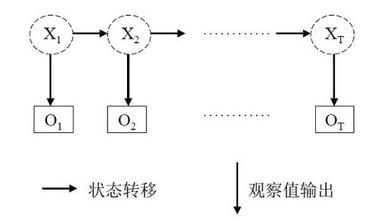 X1 X2 ............ XT
O1 O2 ............ OT
状态转移 观察值输出